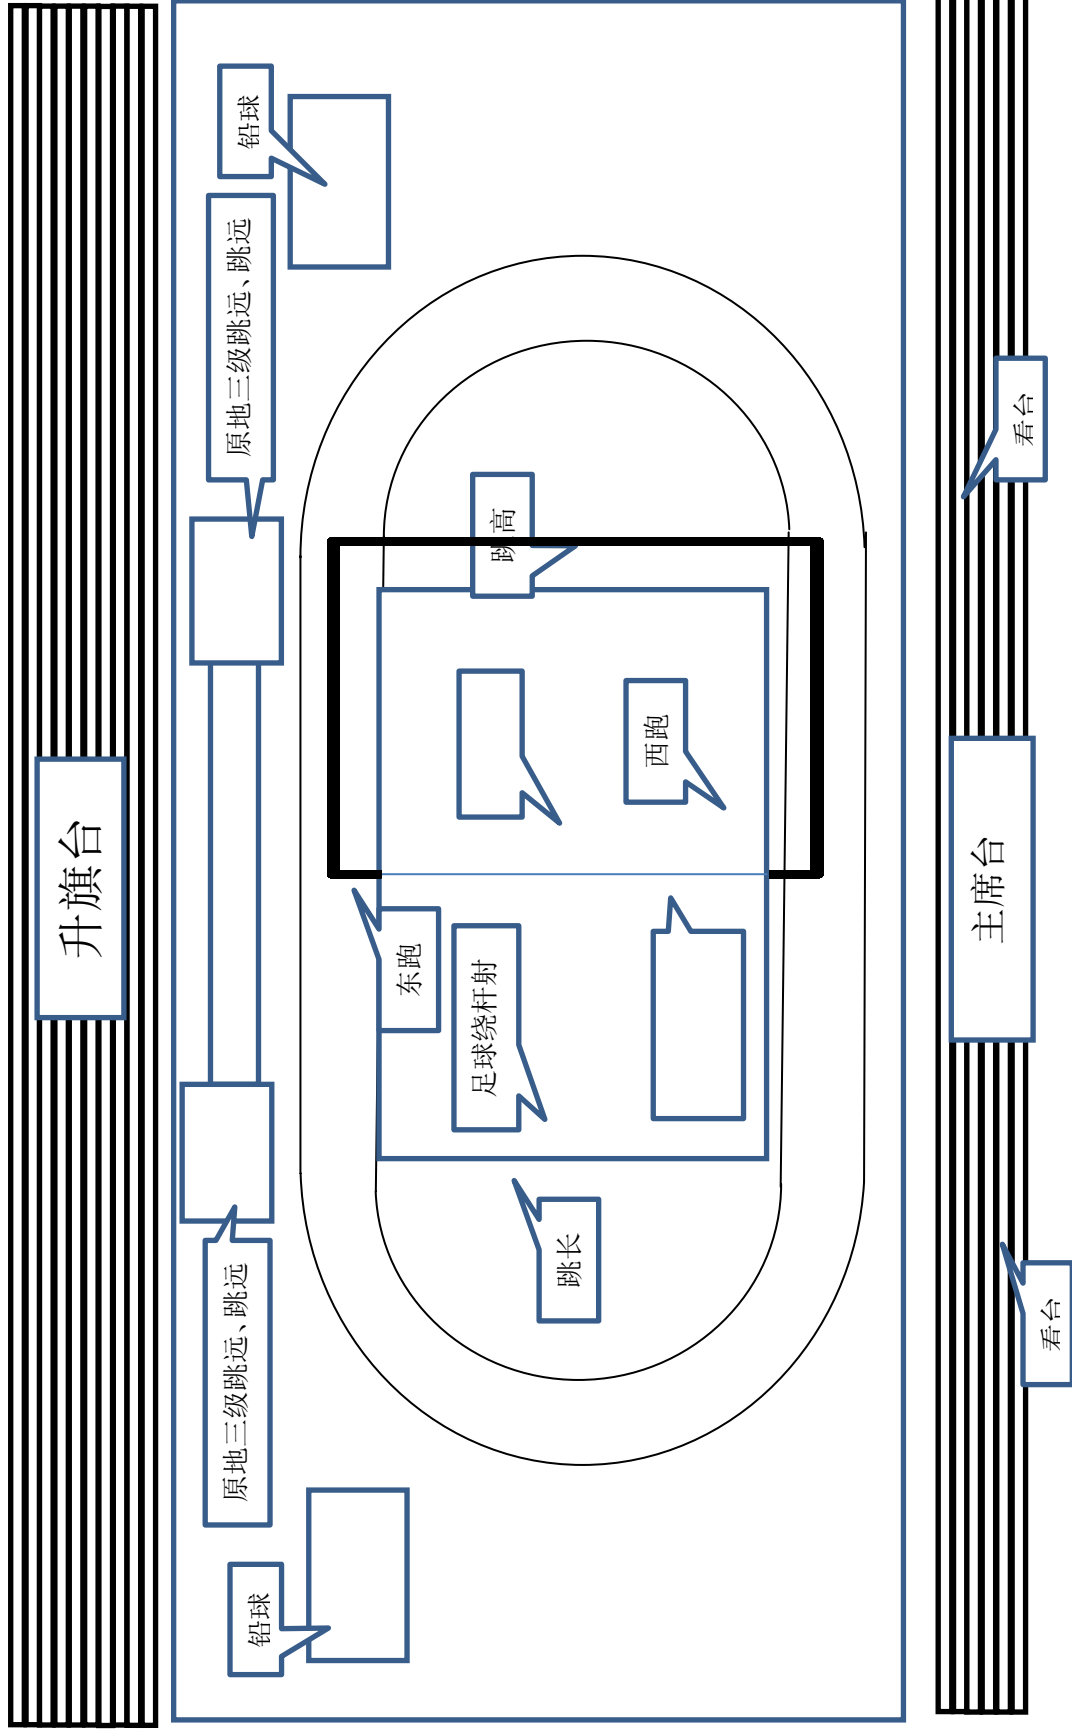 升旗台
铅球
原地三级跳远、跳远
原地三级跳远、跳远
铅球
东跑
足球绕杆射
跳高
跳长
西跑
主席台
看台
看台